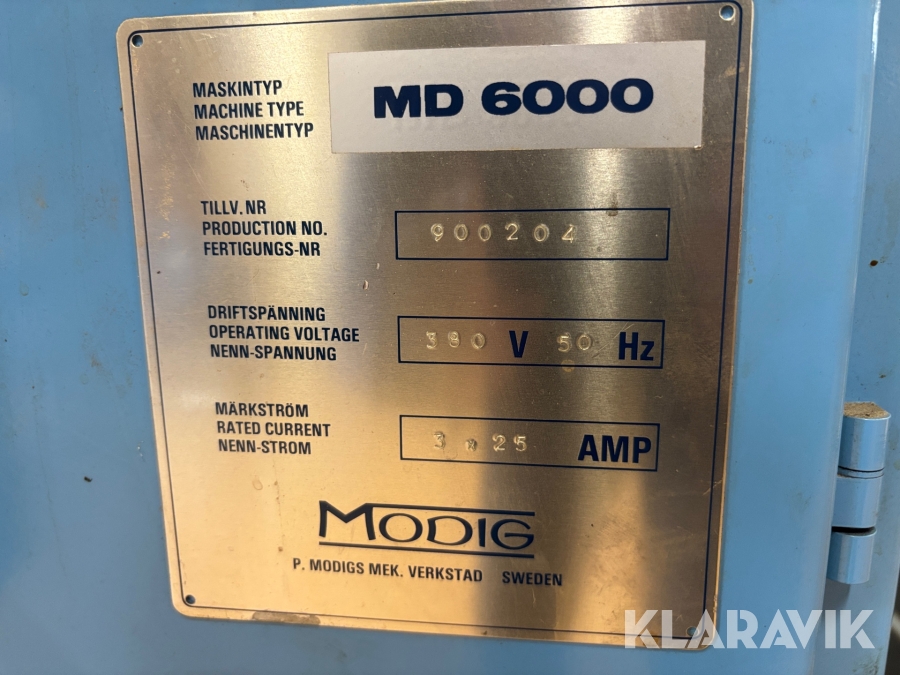 MASKINTYP
MACHINE TYPE
MASCHINENTYP
MD 6000
TILLV. NR
PRODUCTION NO.
FERTIGUNGS-NR
900204
DRIFTSPÄNNING
OPERATING VOLTAGE
NENN-SPANNUNG
380 V 50 Hz
MÄRKSTRÖM
RATED CURRENT
NENN-STROM
3 x 25 AMP
MODIG
P. MODIGS MEK. VERKSTAD SWEDEN
KLARAVIK